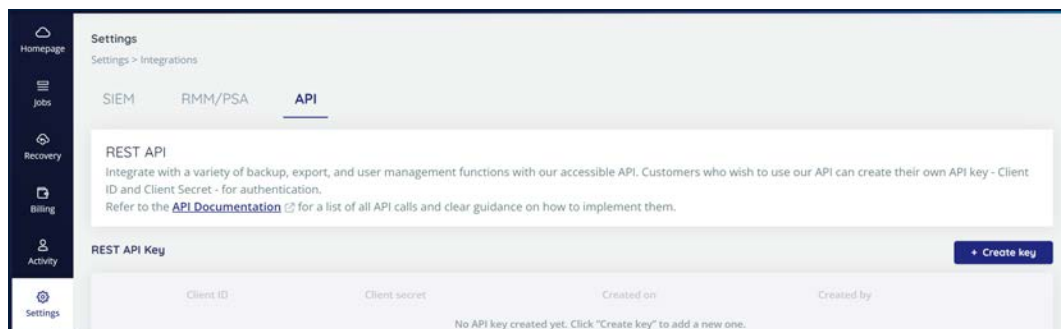 Homepage
Jobs
Recovery
Billing
Activity
Settings
Settings
Settings > Integrations
SIEM RMM/PSA API
REST API
Integrate with a variety of backup, export, and user management functions with our accessible API. Customers who wish to use our API can create their own API key - Client
ID and Client Secret - for authentication.
Refer to the API Documentation for a list of all API calls and clear guidance on how to implement them.
REST API Key
+ Create key
Client ID Client secret Created on Created by
No API key created yet. Click "Create key" to add a new one.